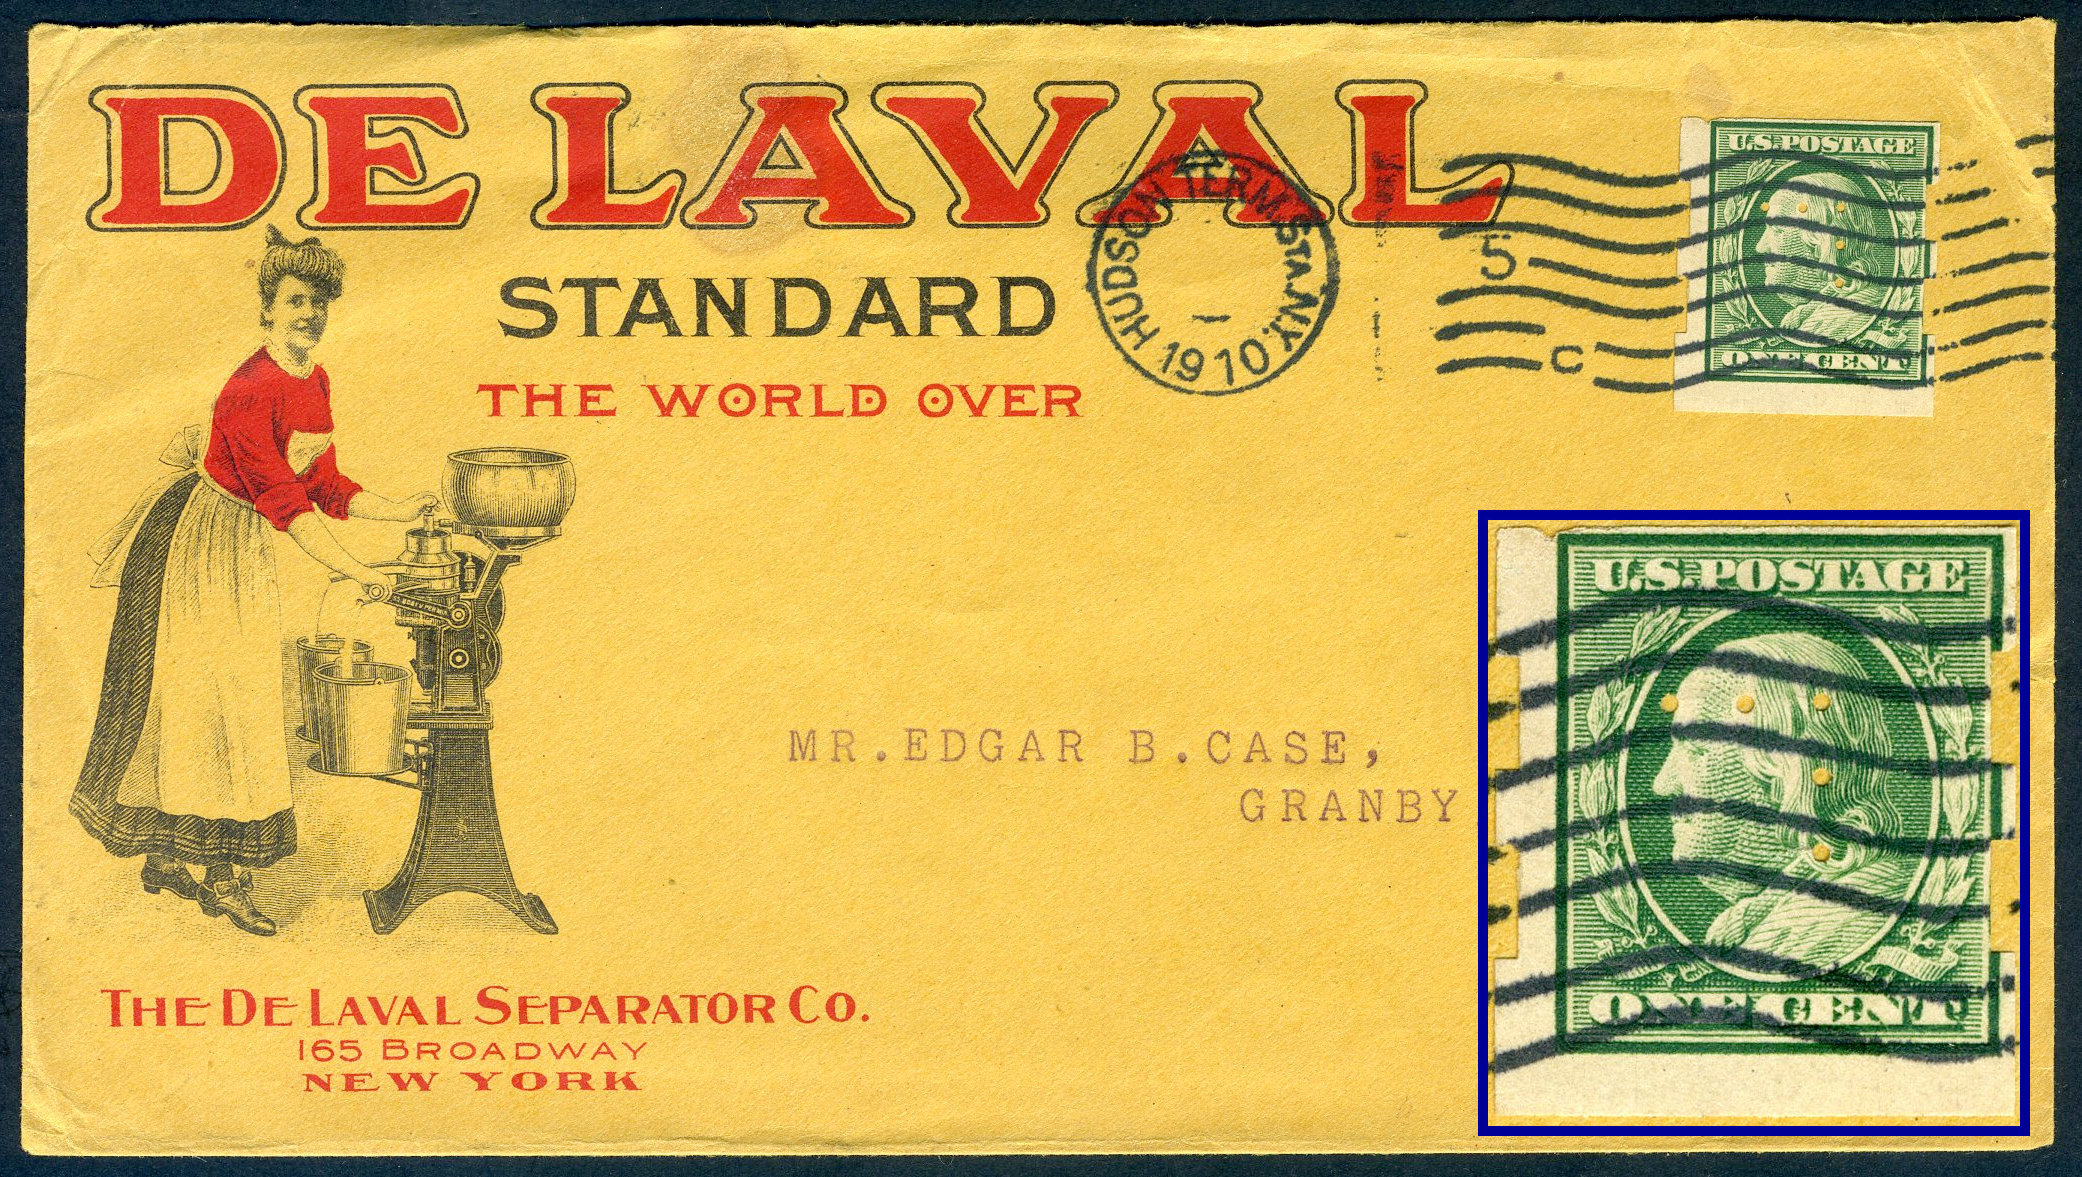 DE LAVAL
STANDARD
THE WORLD OVER
HUDSON TERM. STA. N.Y.
1910
5
C
U.S. POSTAGE
ONE CENT
MR. EDGAR B. CASE,
GRANBY
U.S. POSTAGE
ONE CENT
THE DE LAVAL SEPARATOR CO.
165 BROADWAY
NEW YORK